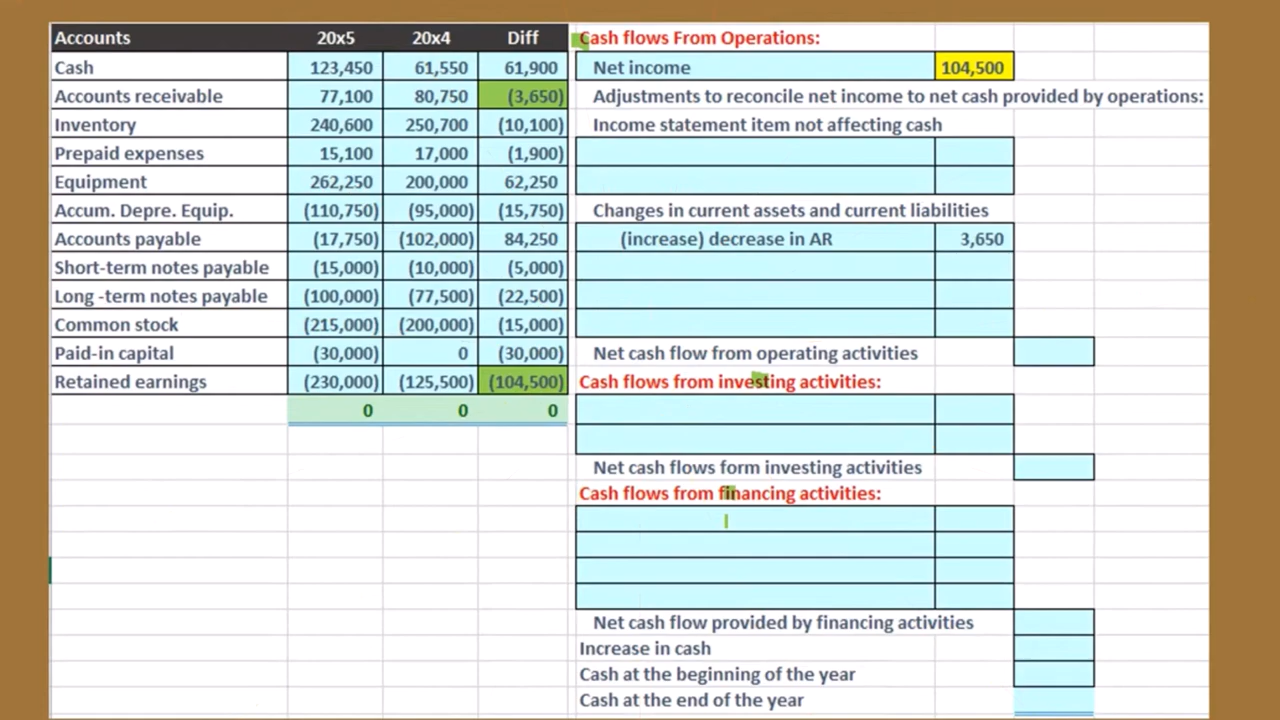 Accounts 20x5 20x4 Diff
Cash 123,450 61,550 61,900
Accounts receivable 77,100 80,750 (3,650)
Inventory 240,600 250,700 (10,100)
Prepaid expenses 15,100 17,000 (1,900)
Equipment 262,250 200,000 62,250
Accum. Depre. Equip. (110,750) (95,000) (15,750)
Accounts payable (17,750) (102,000) 84,250
Short-term notes payable (15,000) (10,000) (5,000)
Long -term notes payable (100,000) (77,500) (22,500)
Common stock (215,000) (200,000) (15,000)
Paid-in capital (30,000) 0 (30,000)
Retained earnings (230,000) (125,500) (104,500)
0 0 0
Cash flows From Operations:
Net income 104,500
Adjustments to reconcile net income to net cash provided by operations:
Income statement item not affecting cash
Changes in current assets and current liabilities
(increase) decrease in AR 3,650
Net cash flow from operating activities
Cash flows from investing activities:
Net cash flows form investing activities
Cash flows from financing activities:
Net cash flow provided by financing activities
Increase in cash
Cash at the beginning of the year
Cash at the end of the year